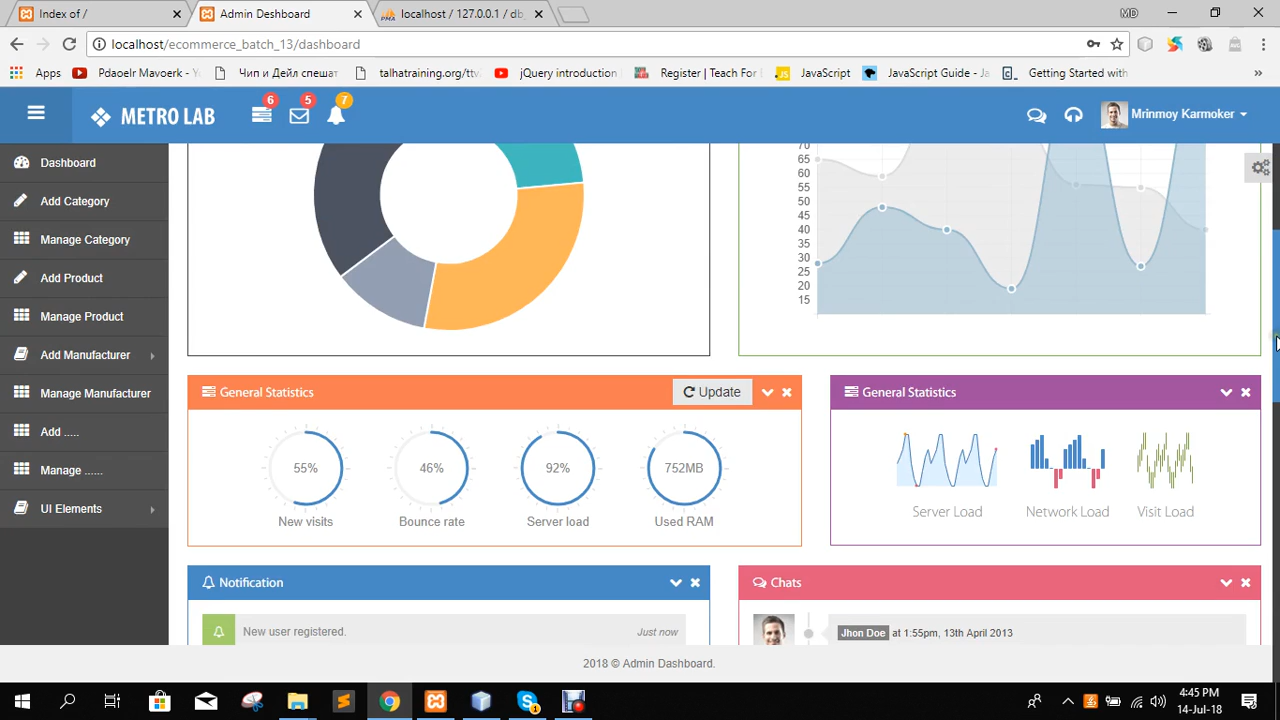 Index of /
Admin Deshboard
localhost / 127.0.0.1 / db_
MD
localhost/ecommerce_batch_13/dashboard
Apps
Pdaoelr Mavoerk - Y
Чип и Дейл спешат
talhatraining.org/ttv
jQuery introduction
Register | Teach For
JavaScript
JavaScript Guide - Ja
Getting Started with
METRO LAB
6
5
7
Mrinmoy Karmoker
Dashboard
Add Category
Manage Category
Add Product
Manage Product
Add Manufacturer
Manage Manufacturer
Add .....
Manage ......
UI Elements
70
65
60
55
50
45
40
35
30
25
20
15
General Statistics
Update
55%
46%
92%
752MB
New visits
Bounce rate
Server load
Used RAM
General Statistics
Server Load
Network Load
Visit Load
Notification
New user registered.
Just now
Chats
Jhon Doe at 1:55pm, 13th April 2013
2018 © Admin Dashboard.
4:45 PM
14-Jul-18